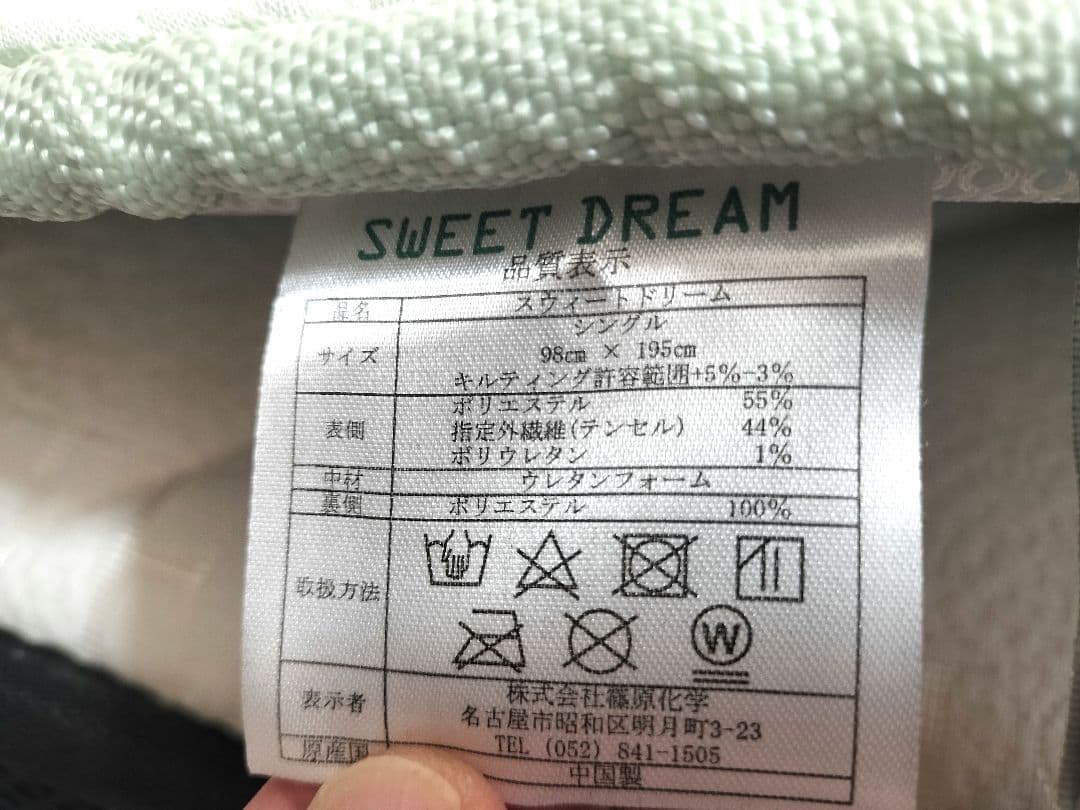 SWEET DREAM
品質表示
品名 スウィートドリーム
サイズ シングル
98cm × 195cm
キルティング許容範囲+5%-3%
表側 ポリエステル 55%
指定外繊維(テンセル) 44%
ポリウレタン 1%
中材 ウレタンフォーム
裏側 ポリエステル 100%
取扱方法
W
表示者 株式会社篠原化学
名古屋市昭和区明月町3-23
TEL (052) 841-1505
原産国 中国製